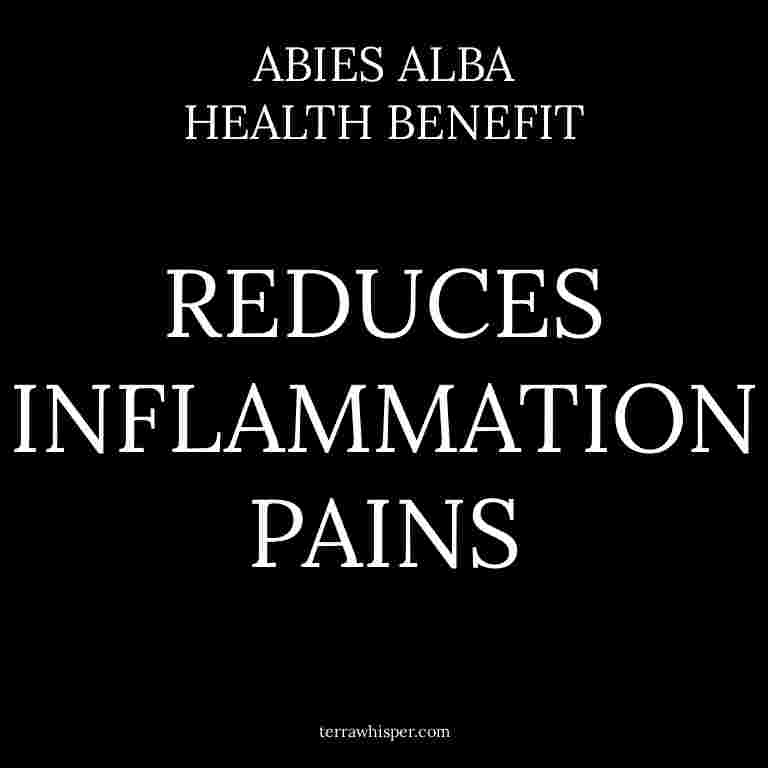 ABIES ALBA
HEALTH BENEFIT
REDUCES
INFLAMMATION
PAINS
terrawhisper.com